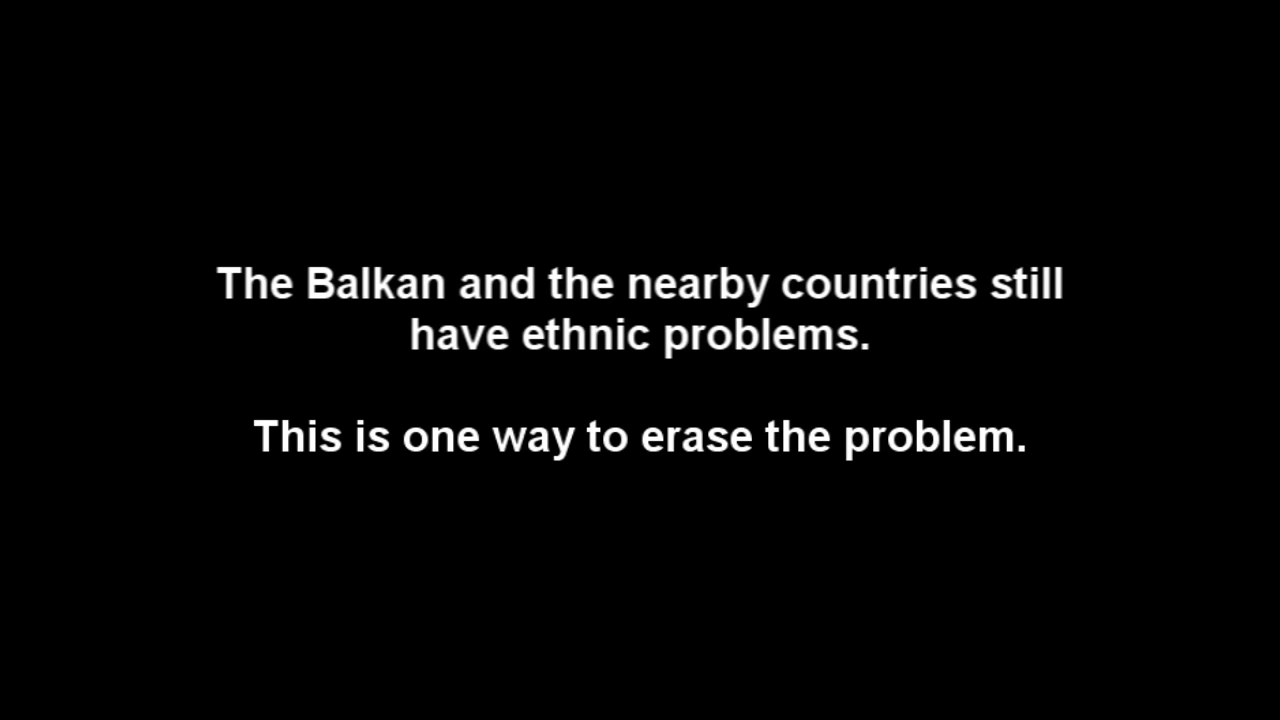 The Balkan and the nearby countries still
have ethnic problems.
This is one way to erase the problem.